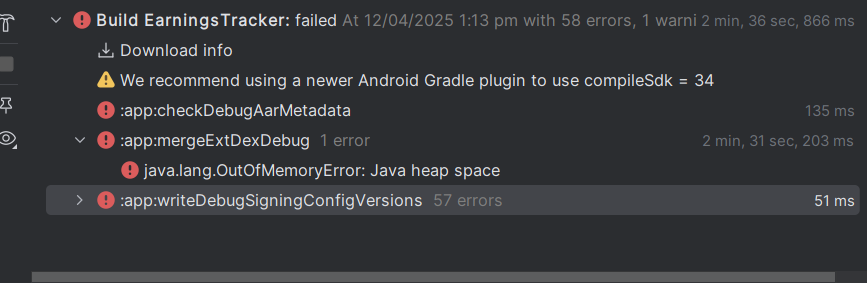 Build EarningsTracker: failed At 12/04/2025 1:13 pm with 58 errors, 1 warni 2 min, 36 sec, 866 ms
Download info
We recommend using a newer Android Gradle plugin to use compileSdk = 34
:app:checkDebugAarMetadata 135 ms
:app:mergeExtDexDebug 1 error 2 min, 31 sec, 203 ms
java.lang.OutOfMemoryError: Java heap space
:app:writeDebugSigningConfigVersions 57 errors 51 ms